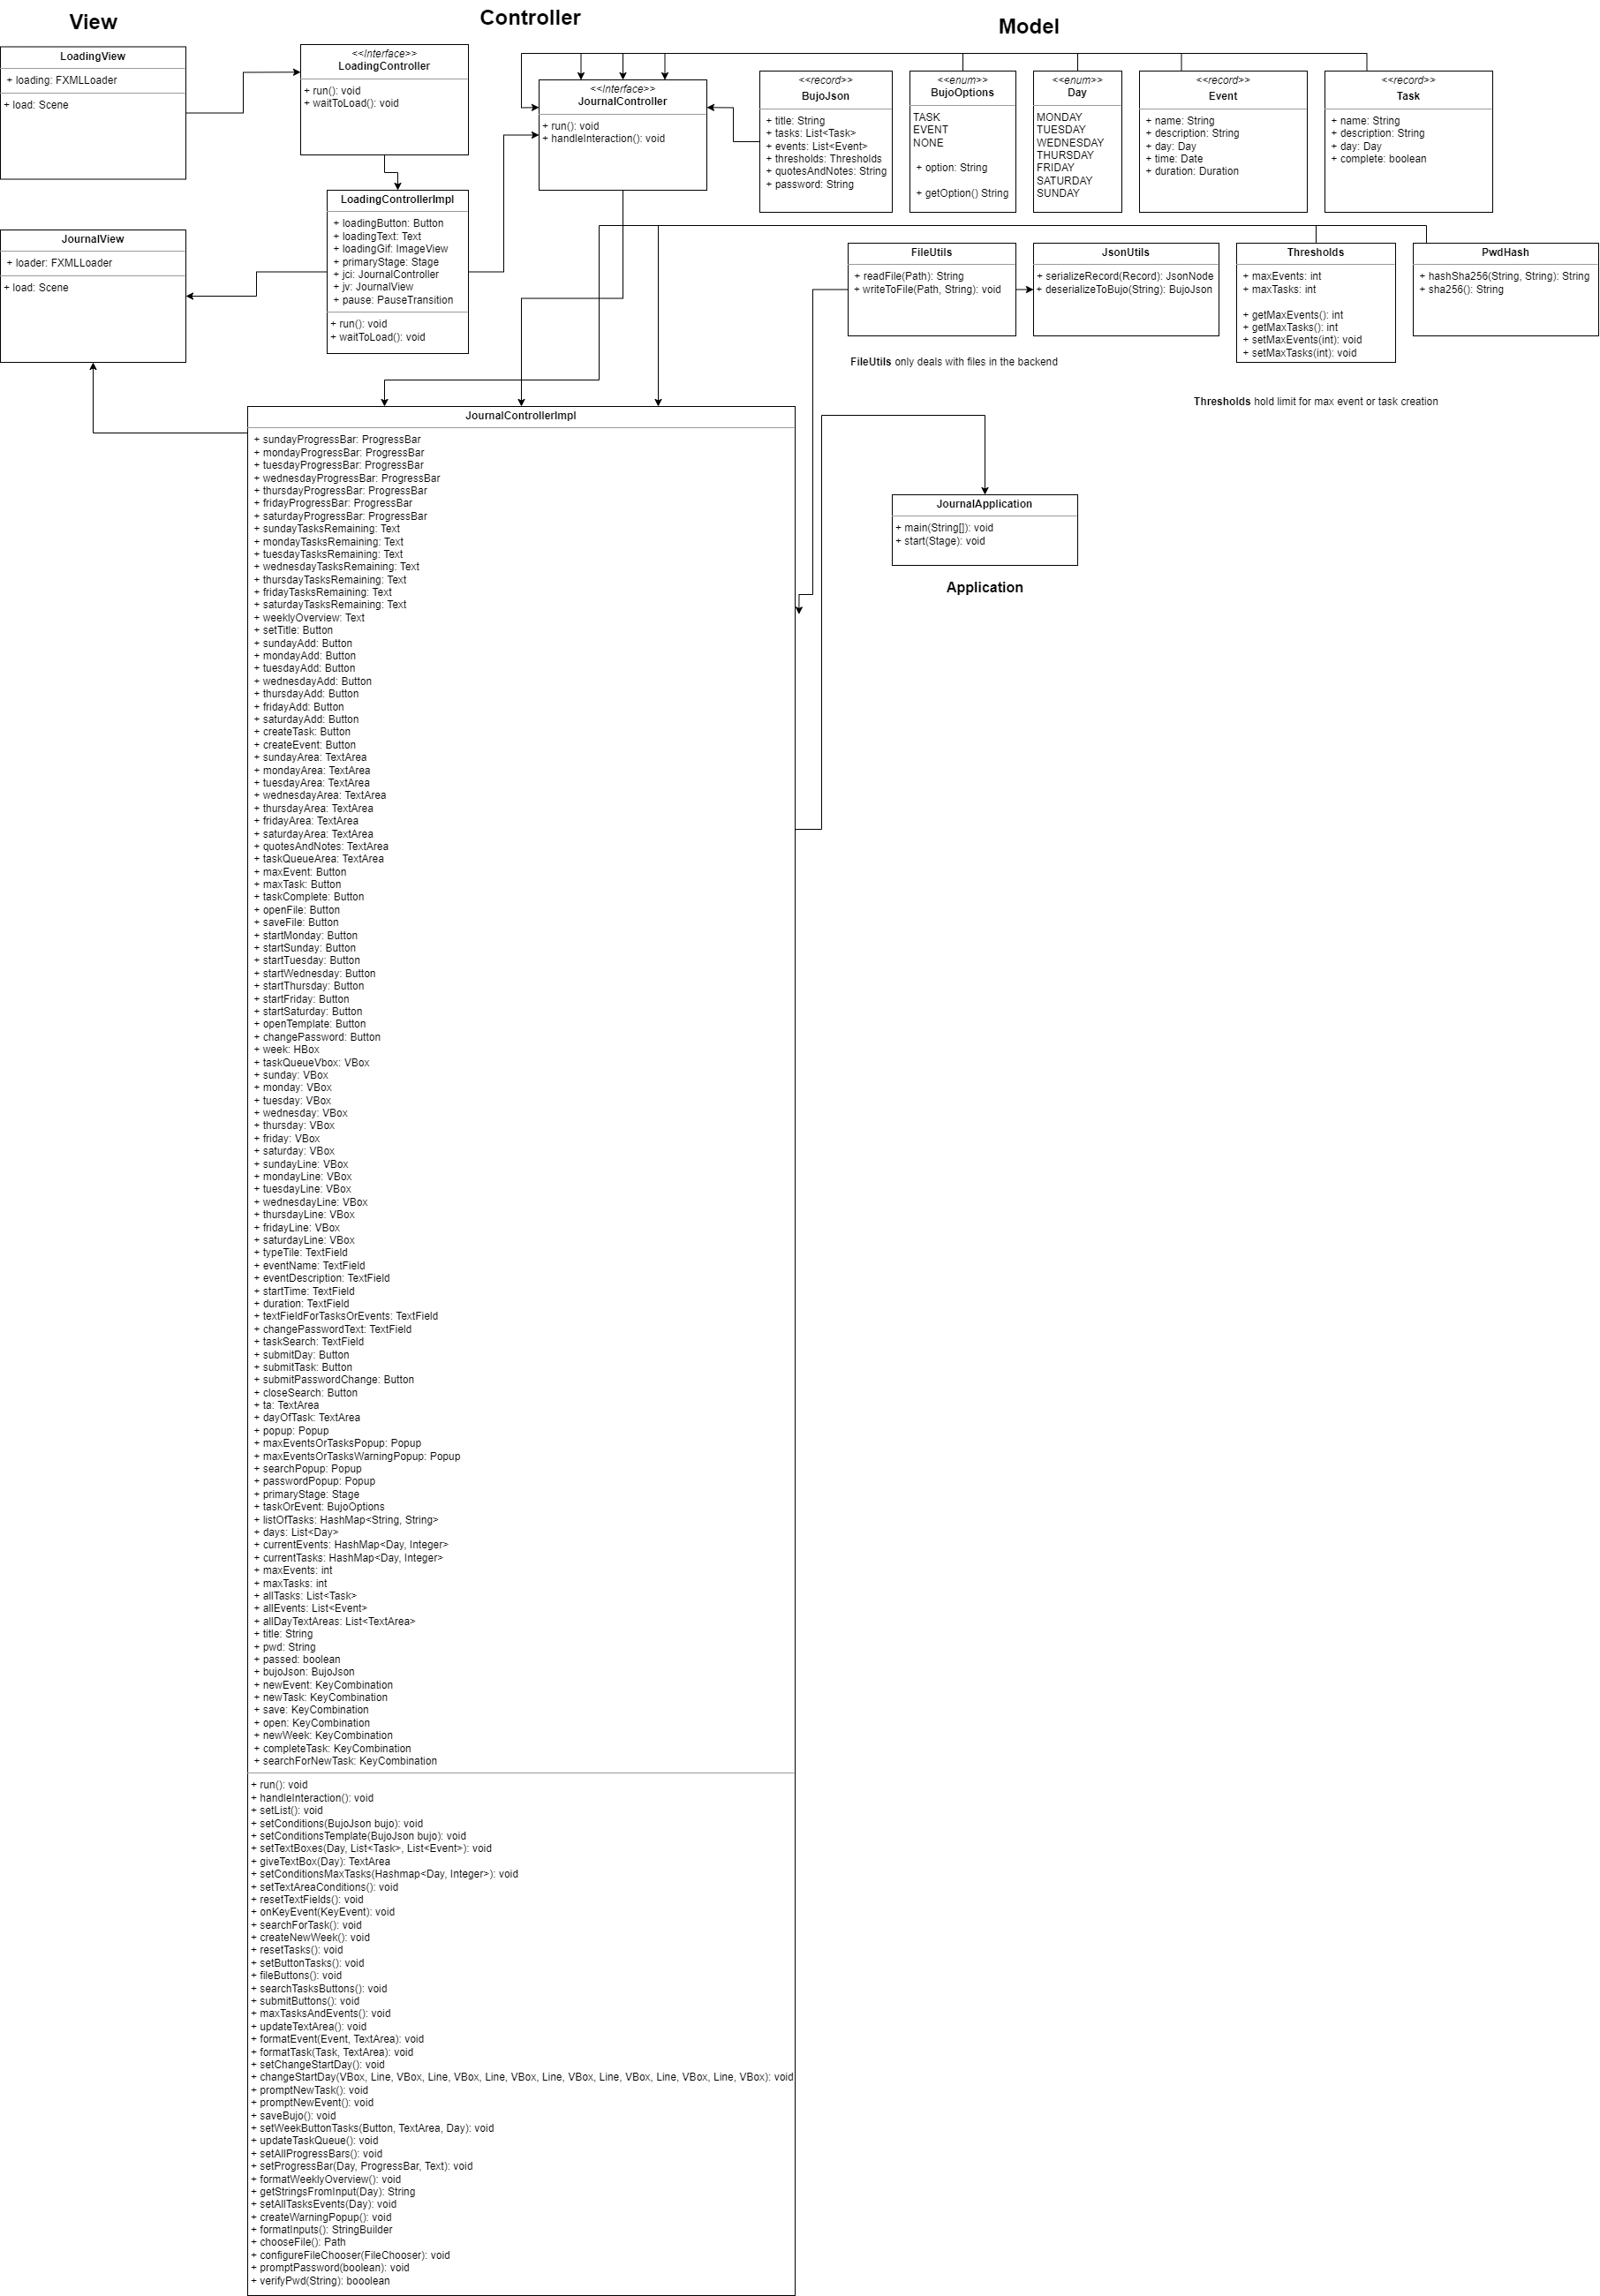 View
Controller
Model
LoadingView
+ loading: FXMLLoader
+ load: Scene
<<Interface>>
LoadingController
+ run(): void
+ waitToLoad(): void
<<Interface>>
JournalController
+ run(): void
+ handleInteraction(): void
<<record>>
BujoJson
+ title: String
+ tasks: List<Task>
+ events: List<Event>
+ thresholds: Thresholds
+ quotesAndNotes: String
+ password: String
<<enum>>
BujoOptions
TASK
EVENT
NONE
+ option: String
+ getOption() String
<<enum>>
Day
MONDAY
TUESDAY
WEDNESDAY
THURSDAY
FRIDAY
SATURDAY
SUNDAY
<<record>>
Event
+ name: String
+ description: String
+ day: Day
+ time: Date
+ duration: Duration
<<record>>
Task
+ name: String
+ description: String
+ day: Day
+ complete: boolean
LoadingControllerImpl
+ loadingButton: Button
+ loadingText: Text
+ loadingGif: ImageView
+ primaryStage: Stage
+ jci: JournalController
+ jv: JournalView
+ pause: PauseTransition
+ run(): void
+ waitToLoad(): void
JournalView
+ loader: FXMLLoader
+ load: Scene
FileUtils
+ readFile(Path): String
+ writeToFile(Path, String): void
JsonUtils
+ serializeRecord(Record): JsonNode
+ deserializeToBujo(String): BujoJson
Thresholds
+ maxEvents: int
+ maxTasks: int
+ getMaxEvents(): int
+ getMaxTasks(): int
+ setMaxEvents(int): void
+ setMaxTasks(int): void
PwdHash
+ hashSha256(String, String): String
+ sha256(): String
FileUtils only deals with files in the backend
Thresholds hold limit for max event or task creation
JournalControllerImpl
+ sundayProgressBar: ProgressBar
+ mondayProgressBar: ProgressBar
+ tuesdayProgressBar: ProgressBar
+ wednesdayProgressBar: ProgressBar
+ thursdayProgressBar: ProgressBar
+ fridayProgressBar: ProgressBar
+ saturdayProgressBar: ProgressBar
+ sundayTasksRemaining: Text
+ mondayTasksRemaining: Text
+ tuesdayTasksRemaining: Text
+ wednesdayTasksRemaining: Text
+ thursdayTasksRemaining: Text
+ fridayTasksRemaining: Text
+ saturdayTasksRemaining: Text
+ weeklyOverview: Text
+ setTitle: Button
+ sundayAdd: Button
+ mondayAdd: Button
+ tuesdayAdd: Button
+ wednesdayAdd: Button
+ thursdayAdd: Button
+ fridayAdd: Button
+ saturdayAdd: Button
+ createTask: Button
+ createEvent: Button
+ sundayArea: TextArea
+ mondayArea: TextArea
+ tuesdayArea: TextArea
+ wednesdayArea: TextArea
+ thursdayArea: TextArea
+ fridayArea: TextArea
+ saturdayArea: TextArea
+ quotesAndNotes: TextArea
+ taskQueueArea: TextArea
+ maxEvent: Button
+ maxTask: Button
+ taskComplete: Button
+ openFile: Button
+ saveFile: Button
+ startMonday: Button
+ startSunday: Button
+ startTuesday: Button
+ startWednesday: Button
+ startThursday: Button
+ startFriday: Button
+ startSaturday: Button
+ openTemplate: Button
+ changePassword: Button
+ week: HBox
+ taskQueueVbox: VBox
+ sunday: VBox
+ monday: VBox
+ tuesday: VBox
+ wednesday: VBox
+ thursday: VBox
+ friday: VBox
+ saturday: VBox
+ sundayLine: VBox
+ mondayLine: VBox
+ tuesdayLine: VBox
+ wednesdayLine: VBox
+ thursdayLine: VBox
+ fridayLine: VBox
+ saturdayLine: VBox
+ typeTile: TextField
+ eventName: TextField
+ eventDescription: TextField
+ startTime: TextField
+ duration: TextField
+ textFieldForTasksOrEvents: TextField
+ changePasswordText: TextField
+ taskSearch: TextField
+ submitDay: Button
+ submitTask: Button
+ submitPasswordChange: Button
+ closeSearch: Button
+ ta: TextArea
+ dayOfTask: TextArea
+ popup: Popup
+ maxEventsOrTasksPopup: Popup
+ maxEventsOrTasksWarningPopup: Popup
+ searchPopup: Popup
+ passwordPopup: Popup
+ primaryStage: Stage
+ taskOrEvent: BujoOptions
+ listOfTasks: HashMap<String, String>
+ days: List<Day>
+ currentEvents: HashMap<Day, Integer>
+ currentTasks: HashMap<Day, Integer>
+ maxEvents: int
+ maxTasks: int
+ allTasks: List<Task>
+ allEvents: List<Event>
+ allDayTextAreas: List<TextArea>
+ title: String
+ pwd: String
+ passed: boolean
+ bujoJson: BujoJson
+ newEvent: KeyCombination
+ newTask: KeyCombination
+ save: KeyCombination
+ open: KeyCombination
+ newWeek: KeyCombination
+ completeTask: KeyCombination
+ searchForNewTask: KeyCombination
+ run(): void
+ handleInteraction(): void
+ setList(): void
+ setConditions(BujoJson bujo): void
+ setConditionsTemplate(BujoJson bujo): void
+ setTextBoxes(Day, List<Task>, List<Event>): void
+ giveTextBox(Day): TextArea
+ setConditionsMaxTasks(Hashmap<Day, Integer>): void
+ setTextAreaConditions(): void
+ resetTextFields(): void
+ onKeyEvent(KeyEvent): void
+ searchForTask(): void
+ createNewWeek(): void
+ resetTasks(): void
+ setButtonTasks(): void
+ fileButtons(): void
+ searchTasksButtons(): void
+ submitButtons(): void
+ maxTasksAndEvents(): void
+ updateTextArea(): void
+ formatEvent(Event, TextArea): void
+ formatTask(Task, TextArea): void
+ setChangeStartDay(): void
+ changeStartDay(VBox, Line, VBox, Line, VBox, Line, VBox, Line, VBox, Line, VBox, Line, VBox, Line, VBox): void
+ promptNewTask(): void
+ promptNewEvent(): void
+ saveBujo(): void
+ setWeekButtonTasks(Button, TextArea, Day): void
+ updateTaskQueue(): void
+ setAllProgressBars(): void
+ setProgressBar(Day, ProgressBar, Text): void
+ formatWeeklyOverview(): void
+ getStringsFromInput(Day): String
+ setAllTasksEvents(Day): void
+ createWarningPopup(): void
+ formatInputs(): StringBuilder
+ chooseFile(): Path
+ configureFileChooser(FileChooser): void
+ promptPassword(boolean): void
+ verifyPwd(String): booolean
JournalApplication
+ main(String[]): void
+ start(Stage): void
Application